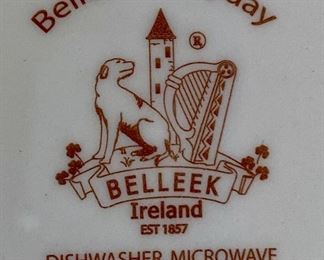 ®
BELLEEK
Ireland
EST 1857
DISHWASHER MICROWAVE